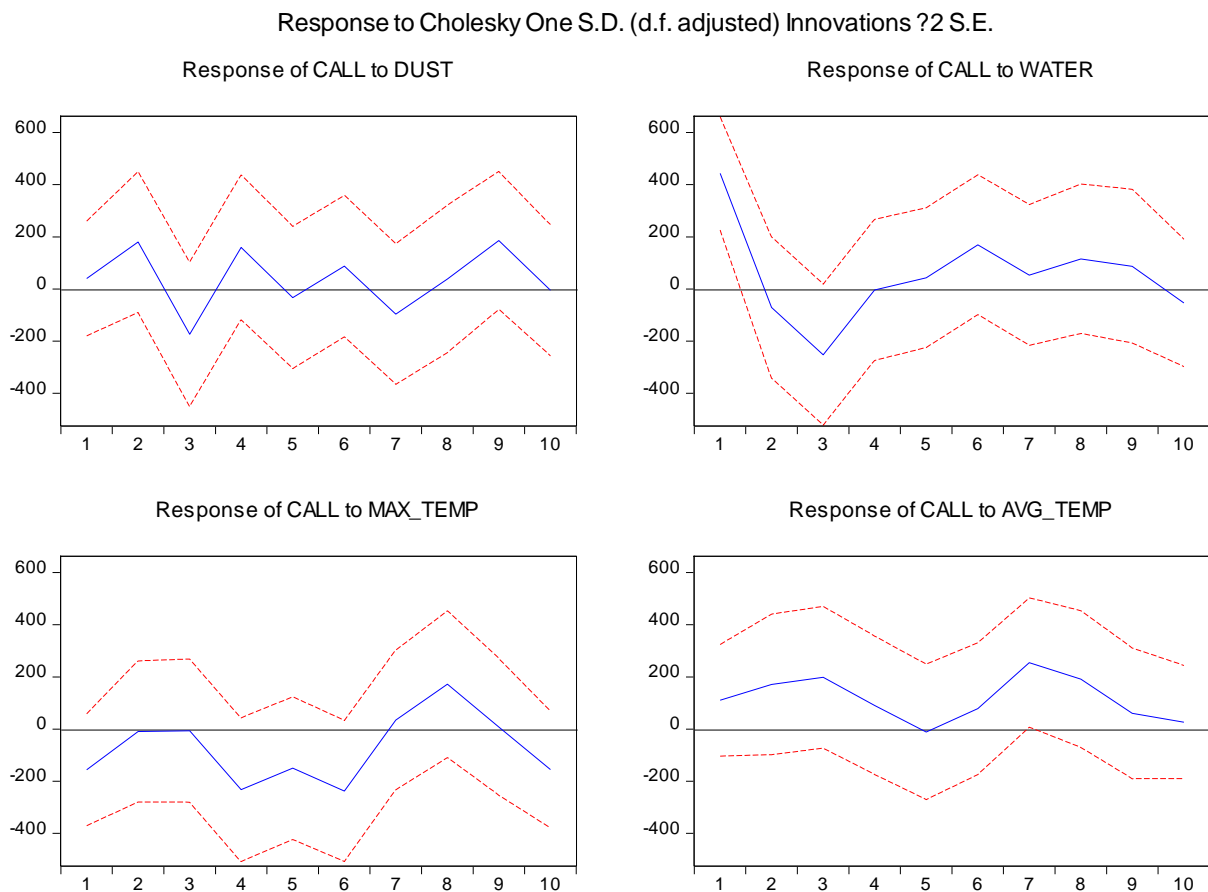 Response to Cholesky One S.D. (d.f. adjusted) Innovations ?2 S.E.
Response of CALL to DUST
600
400
200
0
-200
-400
1 2 3 4 5 6 7 8 9 10
Response of CALL to WATER
600
400
200
0
-200
-400
1 2 3 4 5 6 7 8 9 10
Response of CALL to MAX_TEMP
600
400
200
0
-200
-400
1 2 3 4 5 6 7 8 9 10
Response of CALL to AVG_TEMP
600
400
200
0
-200
-400
1 2 3 4 5 6 7 8 9 10